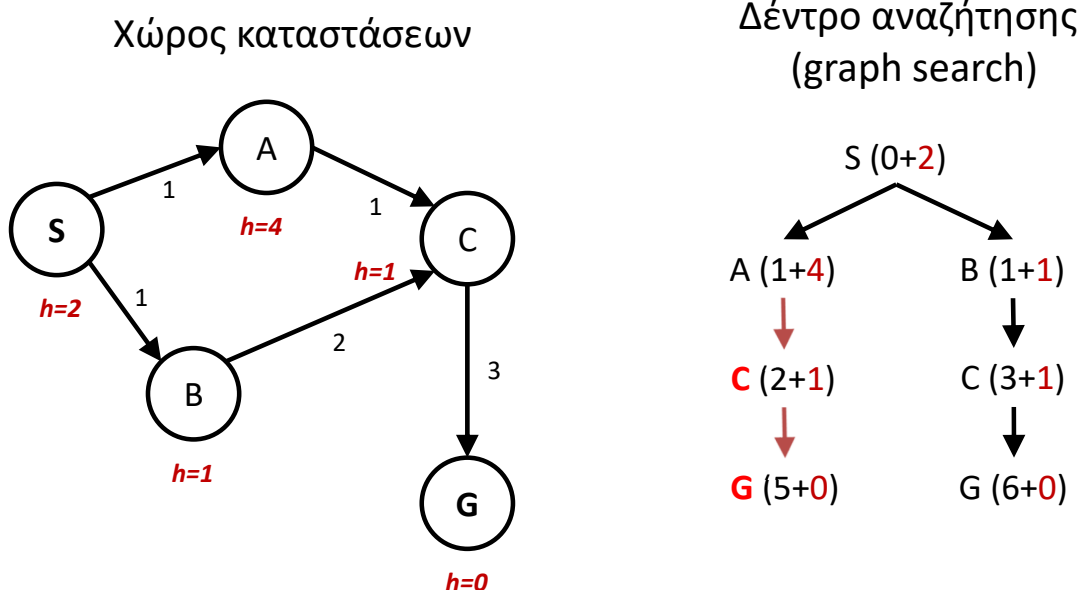 Χώρος καταστάσεων
A
1
h=4
1
S
h=2
C
h=1
1
2
B
h=1
3
G
h=0
Δέντρο αναζήτησης
(graph search)
S (0+2)
A (1+4) B (1+1)
C (2+1) C (3+1)
G (5+0) G (6+0)